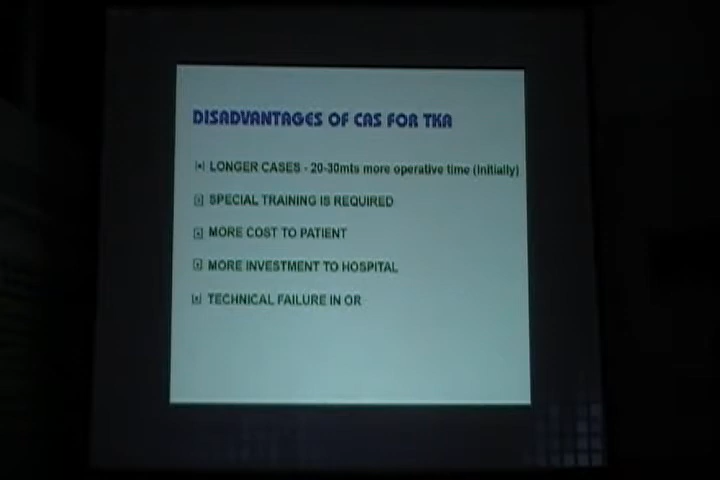 DISADVANTAGES OF CAS FOR TKA
LONGER CASES - 20-30mts more operative time (Initially)
SPECIAL TRAINING IS REQUIRED
MORE COST TO PATIENT
MORE INVESTMENT TO HOSPITAL
TECHNICAL FAILURE IN OR